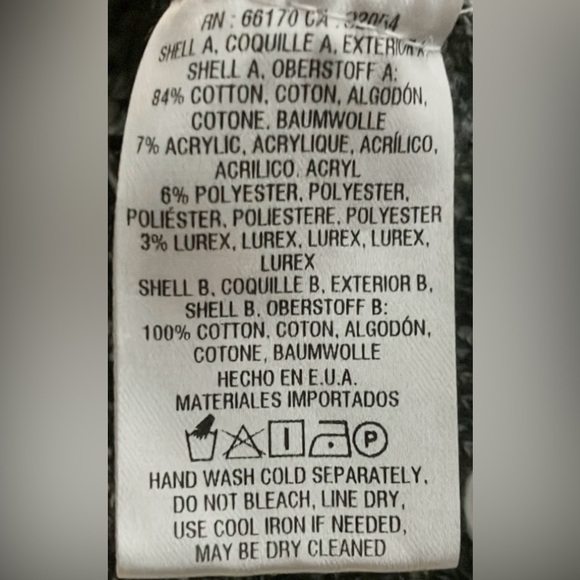 RN : 66170 CA
SHELL A, COQUILLE A, EXTERIOR A,
SHELL A, OBERSTOFF A:
84% COTTON, COTON, ALGODÓN,
COTONE, BAUMWOLLE
7% ACRYLIC, ACRYLIQUE, ACRÍLICO,
ACRILICO, ACRYL
6% POLYESTER, POLYESTER,
POLIÉSTER, POLIESTERE, POLYESTER
3% LUREX, LUREX, LUREX, LUREX,
LUREX
SHELL B, COQUILLE B, EXTERIOR B,
SHELL B, OBERSTOFF B:
100% COTTON, COTON, ALGODÓN,
COTONE, BAUMWOLLE
HECHO EN E.U.A.
MATERIALES IMPORTADOS
P
HAND WASH COLD SEPARATELY,
DO NOT BLEACH, LINE DRY,
USE COOL IRON IF NEEDED,
MAY BE DRY CLEANED